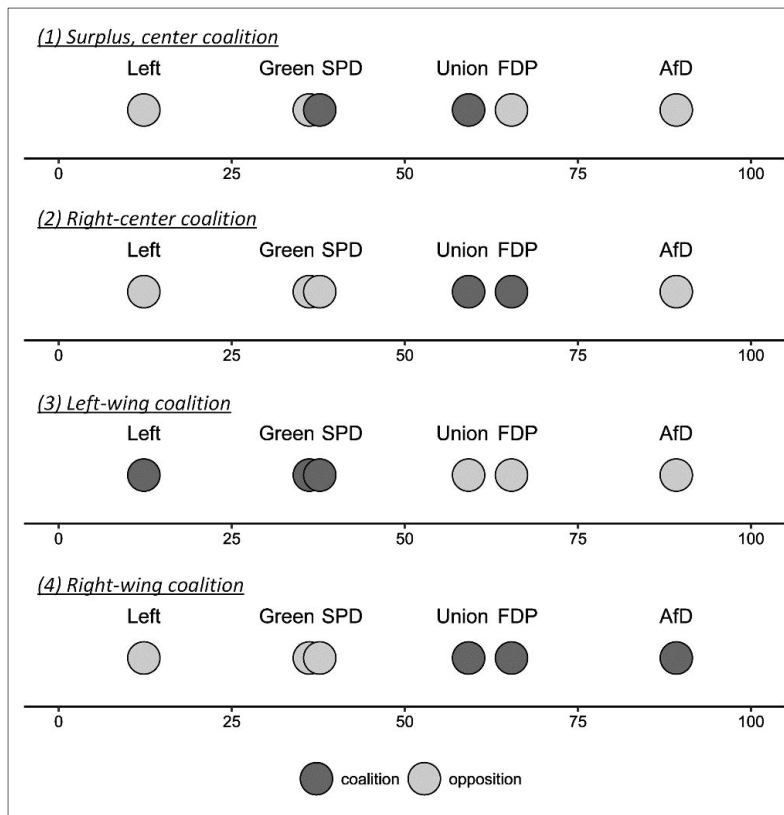 (1) Surplus, center coalition
Left Green SPD Union FDP AfD
0 25 50 75 100
(2) Right-center coalition
Left Green SPD Union FDP AfD
0 25 50 75 100
(3) Left-wing coalition
Left Green SPD Union FDP AfD
0 25 50 75 100
(4) Right-wing coalition
Left Green SPD Union FDP AfD
0 25 50 75 100
coalition opposition